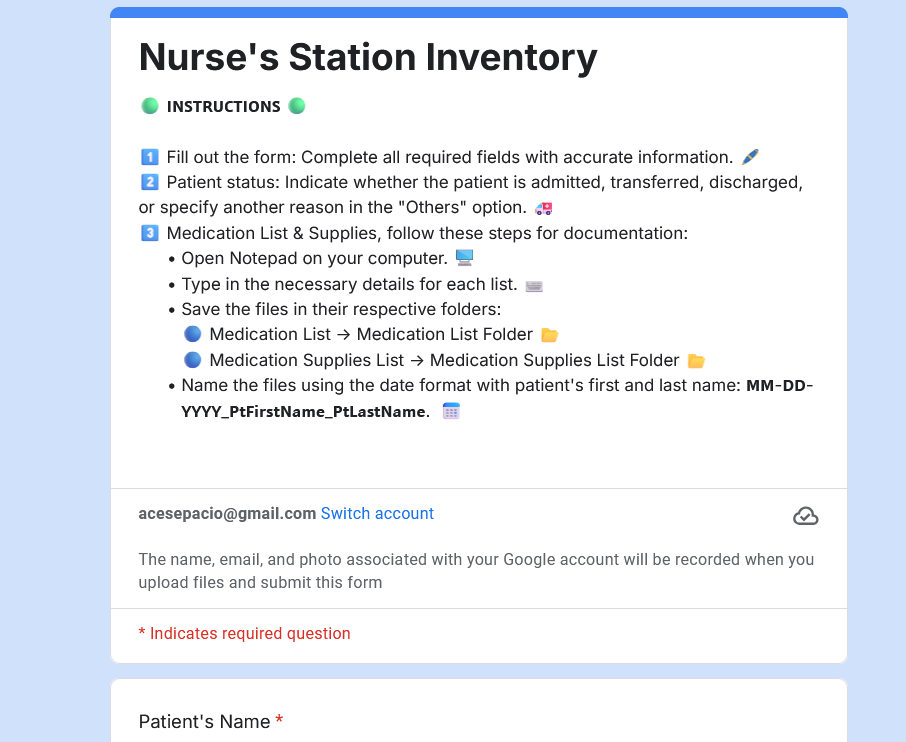 Nurse's Station Inventory
🟢 INSTRUCTIONS 🟢
1️⃣ Fill out the form: Complete all required fields with accurate information. 🖊️
2️⃣ Patient status: Indicate whether the patient is admitted, transferred, discharged,
or specify another reason in the "Others" option. 🚑
3️⃣ Medication List & Supplies, follow these steps for documentation:
• Open Notepad on your computer. 🖥️
• Type in the necessary details for each list. ⌨️
• Save the files in their respective folders:
🔵 Medication List → Medication List Folder 📁
🔵 Medication Supplies List → Medication Supplies List Folder 📁
• Name the files using the date format with patient's first and last name: MM-DD-
YYYY_PtFirstName_PtLastName. 📅
acesepacio@gmail.com Switch account
The name, email, and photo associated with your Google account will be recorded when you
upload files and submit this form
* Indicates required question
Patient's Name *